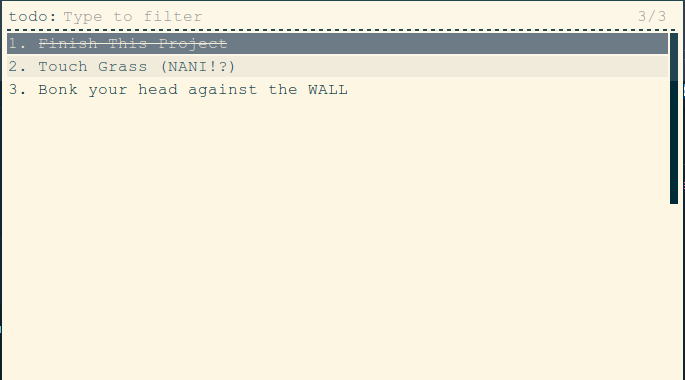 todo: Type to filter 3/3
1. Finish This Project
2. Touch Grass (NANI!?)
3. Bonk your head against the WALL